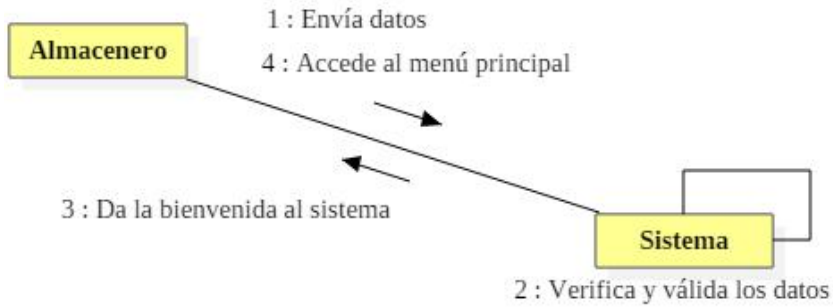 1 : Envía datos
Almacenero
4 : Accede al menú principal
3 : Da la bienvenida al sistema
Sistema
2 : Verifica y válida los datos